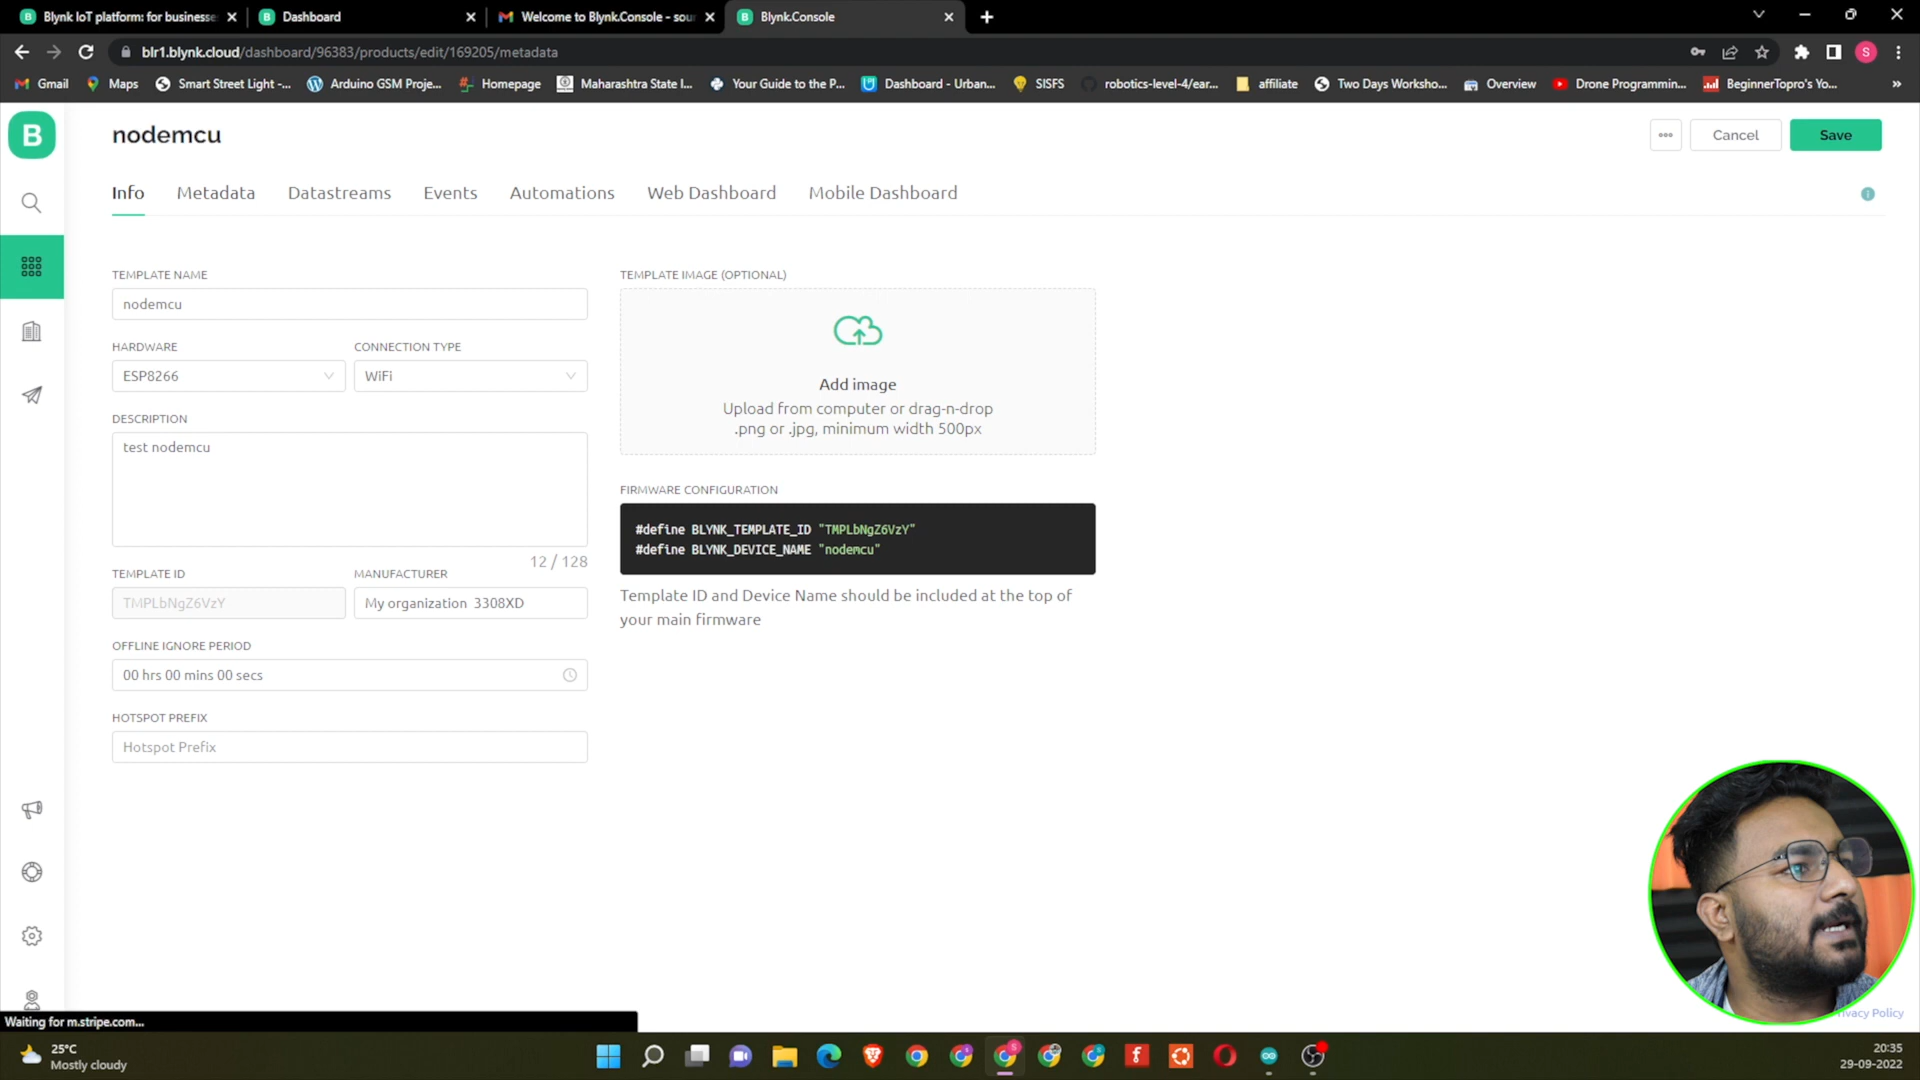 Blynk IoT platform: for businesse
Dashboard
Welcome to Blynk.Console - sou
Blynk.Console
blr1.blynk.cloud/dashboard/96383/products/edit/169205/metadata
S
Gmail
Maps
Smart Street Light -...
Arduino GSM Proje...
Homepage
Maharashtra State I...
Your Guide to the P...
Dashboard - Urban...
SISFS
robotics-level-4/ear...
affiliate
Two Days Worksho...
Overview
Drone Programmin...
BeginnerTopro's Yo...
B
nodemcu
Cancel
Save
Info
Metadata
Datastreams
Events
Automations
Web Dashboard
Mobile Dashboard
TEMPLATE NAME
nodemcu
HARDWARE
CONNECTION TYPE
ESP8266
WiFi
DESCRIPTION
test nodemcu
12 / 128
TEMPLATE ID
MANUFACTURER
TMPLbNgZ6VzY
My organization 3308XD
OFFLINE IGNORE PERIOD
00 hrs 00 mins 00 secs
HOTSPOT PREFIX
Hotspot Prefix
TEMPLATE IMAGE (OPTIONAL)
Add image
Upload from computer or drag-n-drop
.png or .jpg, minimum width 500px
FIRMWARE CONFIGURATION
#define BLYNK_TEMPLATE_ID "TMPLbNgZ6VzY"
#define BLYNK_DEVICE_NAME "nodemcu"
Template ID and Device Name should be included at the top of
your main firmware
Privacy Policy
Waiting for m.stripe.com...
25°C
Mostly cloudy
20:35
29-09-2022